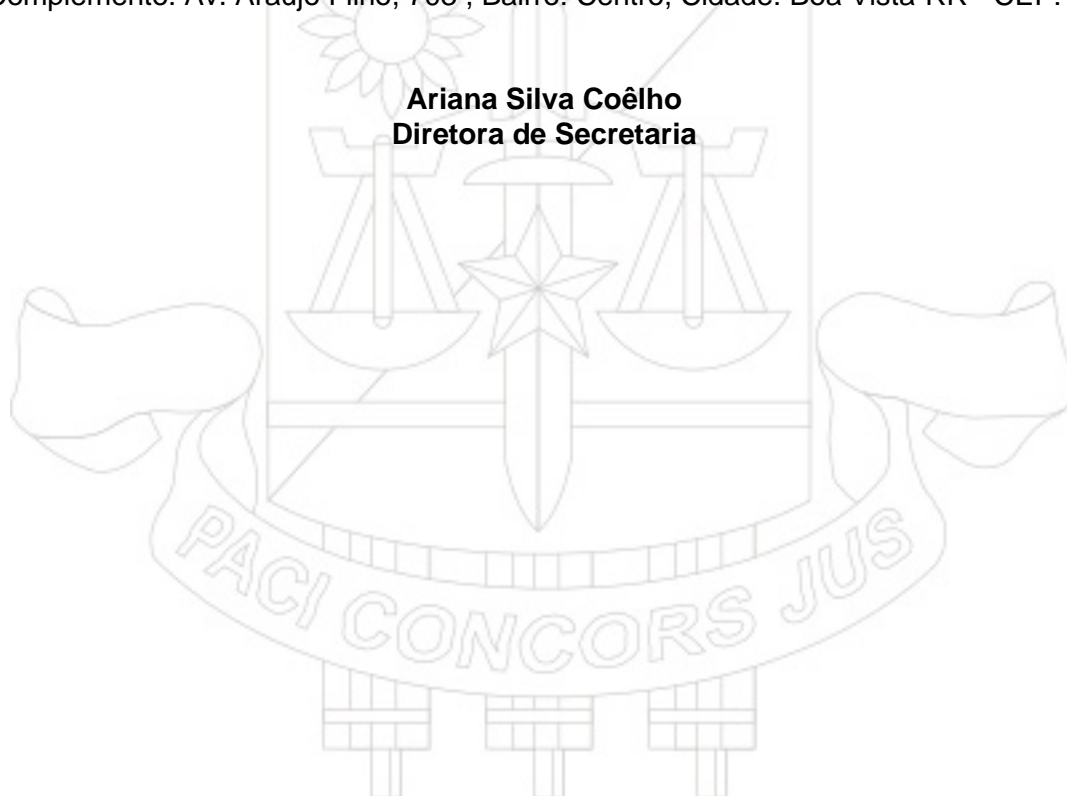 Complemento: Av. Araújo Filho, 703 , Bairro: Centro, Cidade: Boa Vista-RR - CEP:
Ariana Silva Coêlho
Diretora de Secretaria
PACI CONCORS JUS